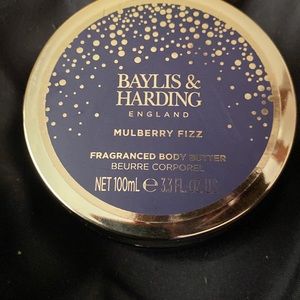 BAYLIS &
HARDING
ENGLAND
MULBERRY FIZZ
FRAGRANCED BODY BUTTER
BEURRE CORPOREL
NET 100mL ℮ 3.3 FL. OZ. US